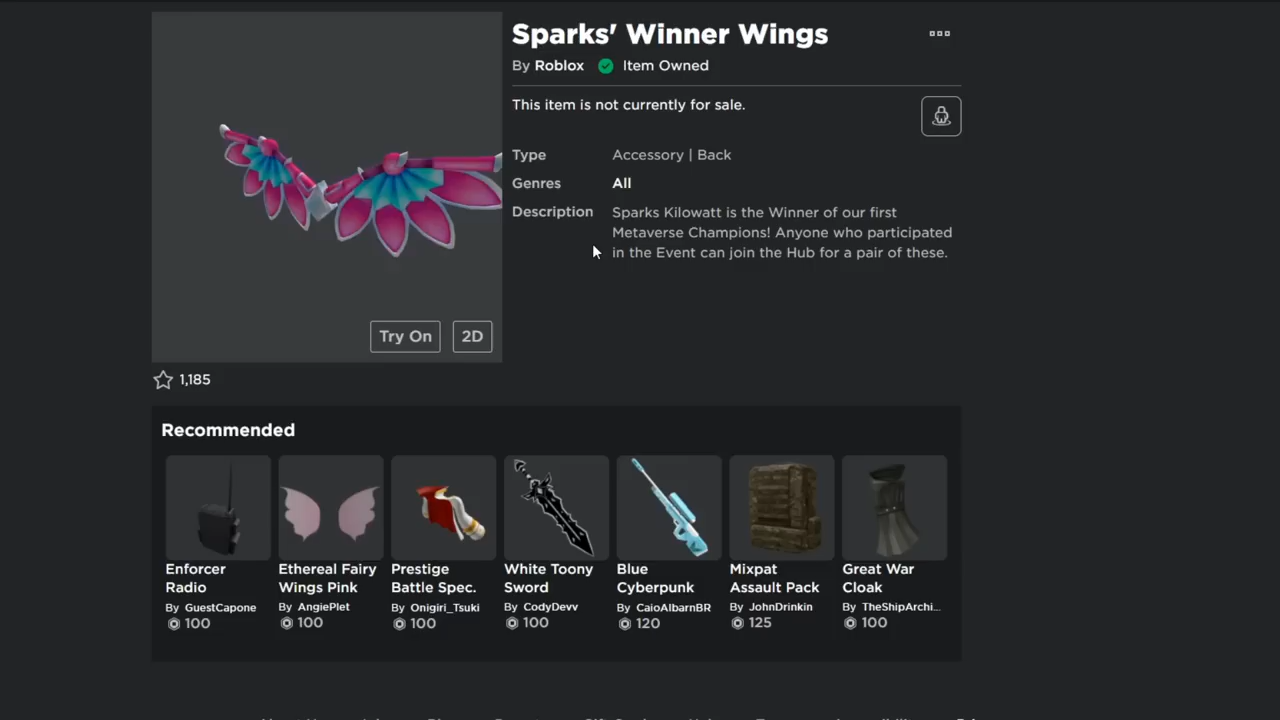 Sparks' Winner Wings
By Roblox Item Owned
This item is not currently for sale.
Type Accessory | Back
Genres All
Description Sparks Kilowatt is the Winner of our first
Metaverse Champions! Anyone who participated
in the Event can join the Hub for a pair of these.
Try On 2D
1,185
Recommended
Enforcer Radio
By GuestCapone
100
Ethereal Fairy
Wings Pink
By AngiePlet
100
Prestige
Battle Spec.
By Onigiri_Tsuki
100
White Toony
Sword
By CodyDevv
100
Blue
Cyberpunk
By CaioAlbarnBR
120
Mixpat
Assault Pack
By JohnDrinkin
125
Great War
Cloak
By TheShipArchi...
100